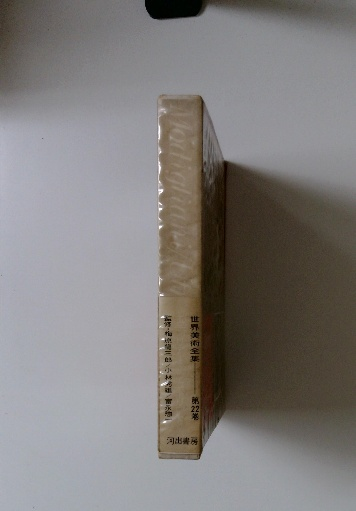 世界美術全集 第22巻
監修・梅原龍三郎/小林秀雄/富永惣一
河出書房